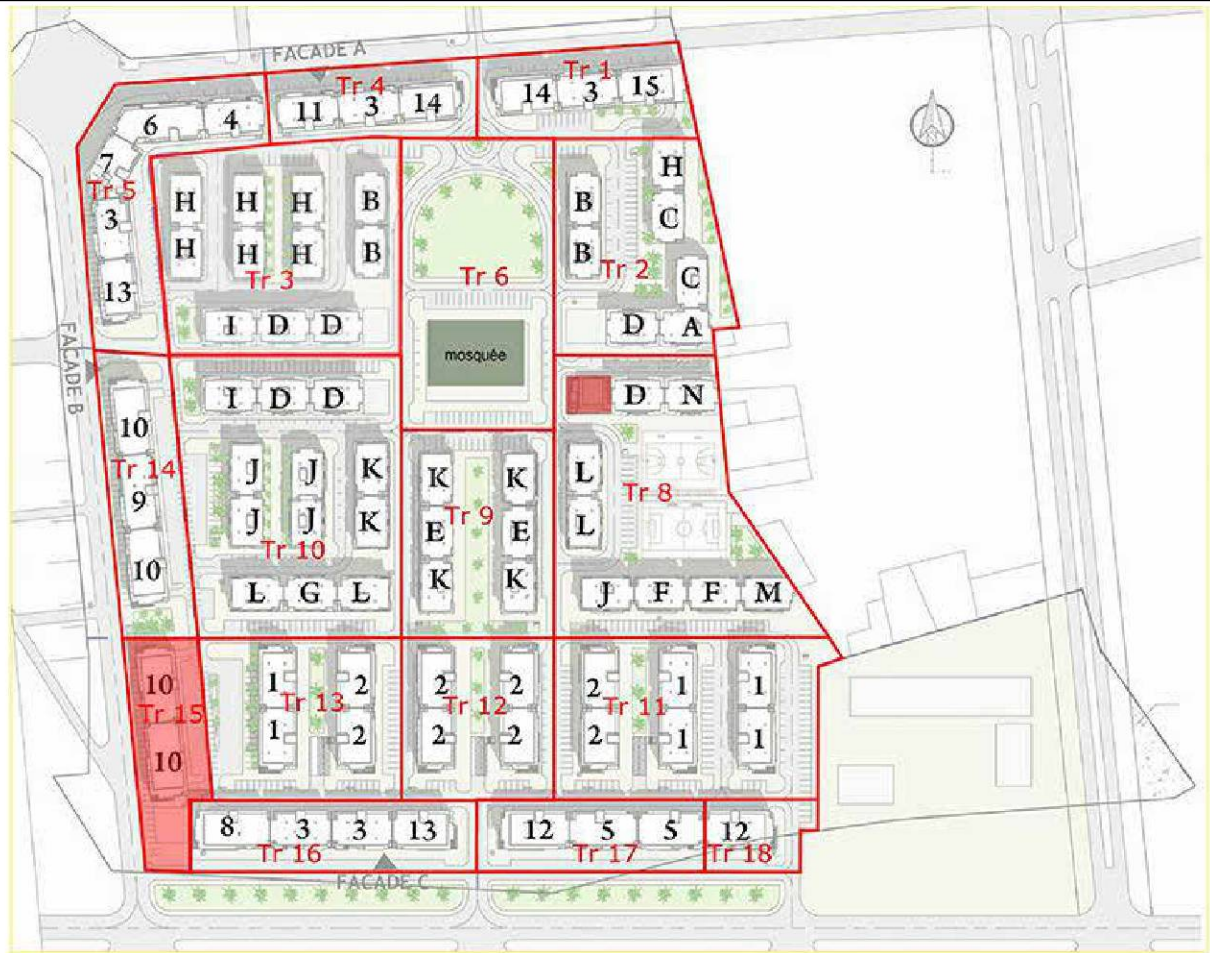 FACADE A
Tr 4
Tr 1
11 3 14
14 3 15
6 4
7
Tr 5
3
13
H H H B
H H H B
Tr 3
I D D
Tr 6
mosquée
B
B
H
C
Tr 2
C
D A
FACADE B
10
Tr 14
9
10
I D D
J J K
J J K
Tr 10
L G L
K K
Tr 9
E E
K K
D N
L
Tr 8
L
J F F M
10
Tr 15
10
1 2
Tr 13
1 2
2 2
Tr 12
2 2
2 1 1
Tr 11
2 1 1
8 3 3 13
Tr 16
12 5 5
Tr 17
12
Tr 18
FACADE C